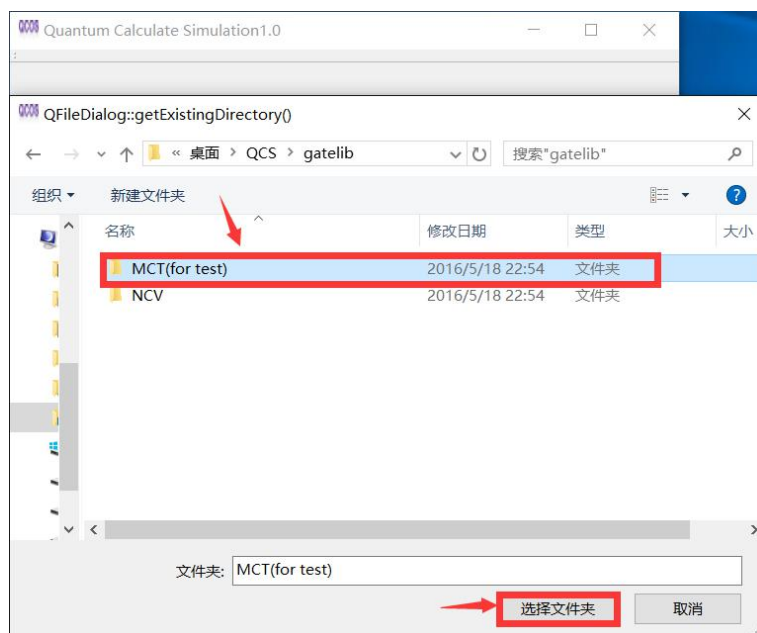 QCOS Quantum Calculate Simulation1.0
QCOS QFileDialog::getExistingDirectory()
« 桌面 > QCS > gatelib 搜索"gatelib"
组织 新建文件夹
名称 修改日期 类型 大小
MCT(for test) 2016/5/18 22:54 文件夹
NCV 2016/5/18 22:54 文件夹
文件夹: MCT(for test)
选择文件夹 取消